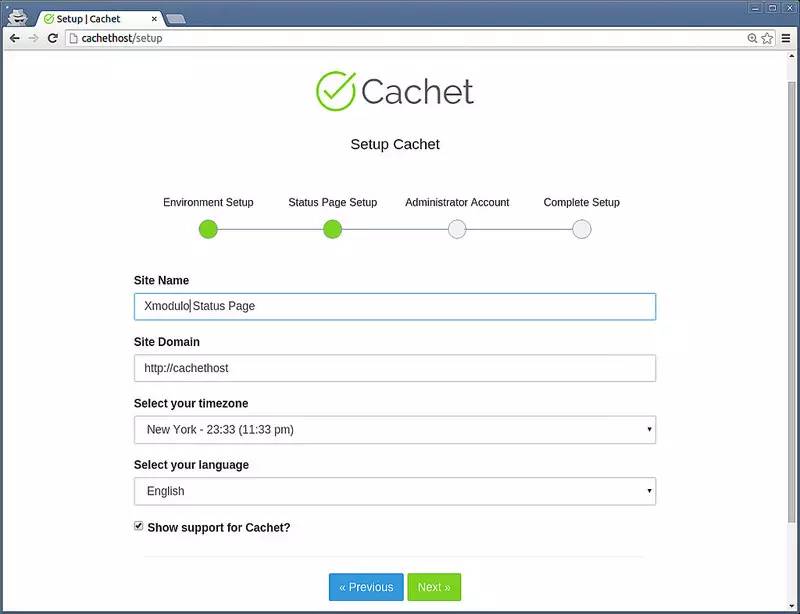 Setup | Cachet
cachethost/setup
Cachet
Setup Cachet
Environment Setup Status Page Setup Administrator Account Complete Setup
Site Name
Xmodulo Status Page
Site Domain
http://cachethost
Select your timezone
New York - 23:33 (11:33 pm)
Select your language
English
Show support for Cachet?
« Previous Next »